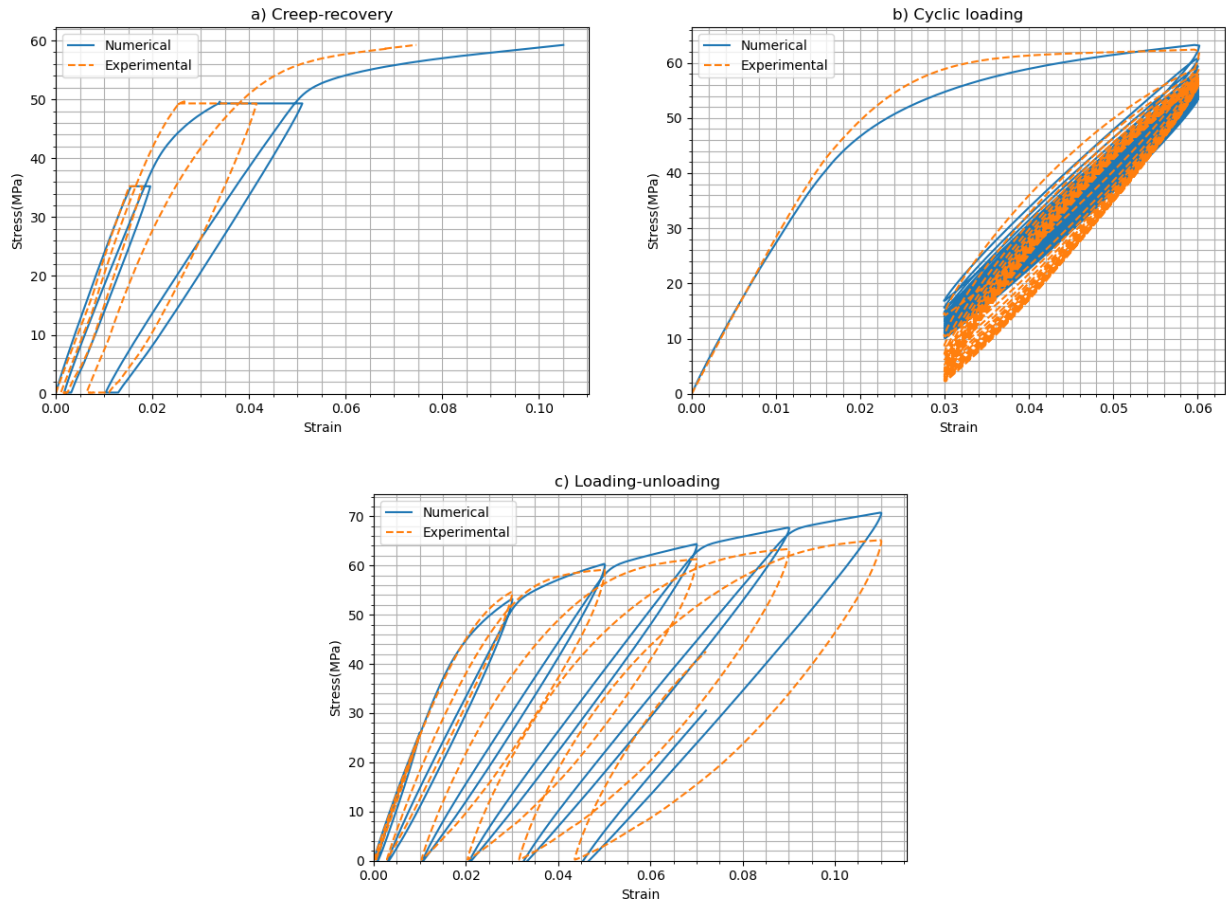 a) Creep-recovery
Numerical
Experimental
60
50
40
30
20
10
0
Stress(MPa)
0.00 0.02 0.04 0.06 0.08 0.10
Strain
b) Cyclic loading
Numerical
Experimental
60
50
40
30
20
10
0
Stress(MPa)
0.00 0.01 0.02 0.03 0.04 0.05 0.06
Strain
c) Loading-unloading
Numerical
Experimental
70
60
50
40
30
20
10
0
Stress(MPa)
0.00 0.02 0.04 0.06 0.08 0.10
Strain